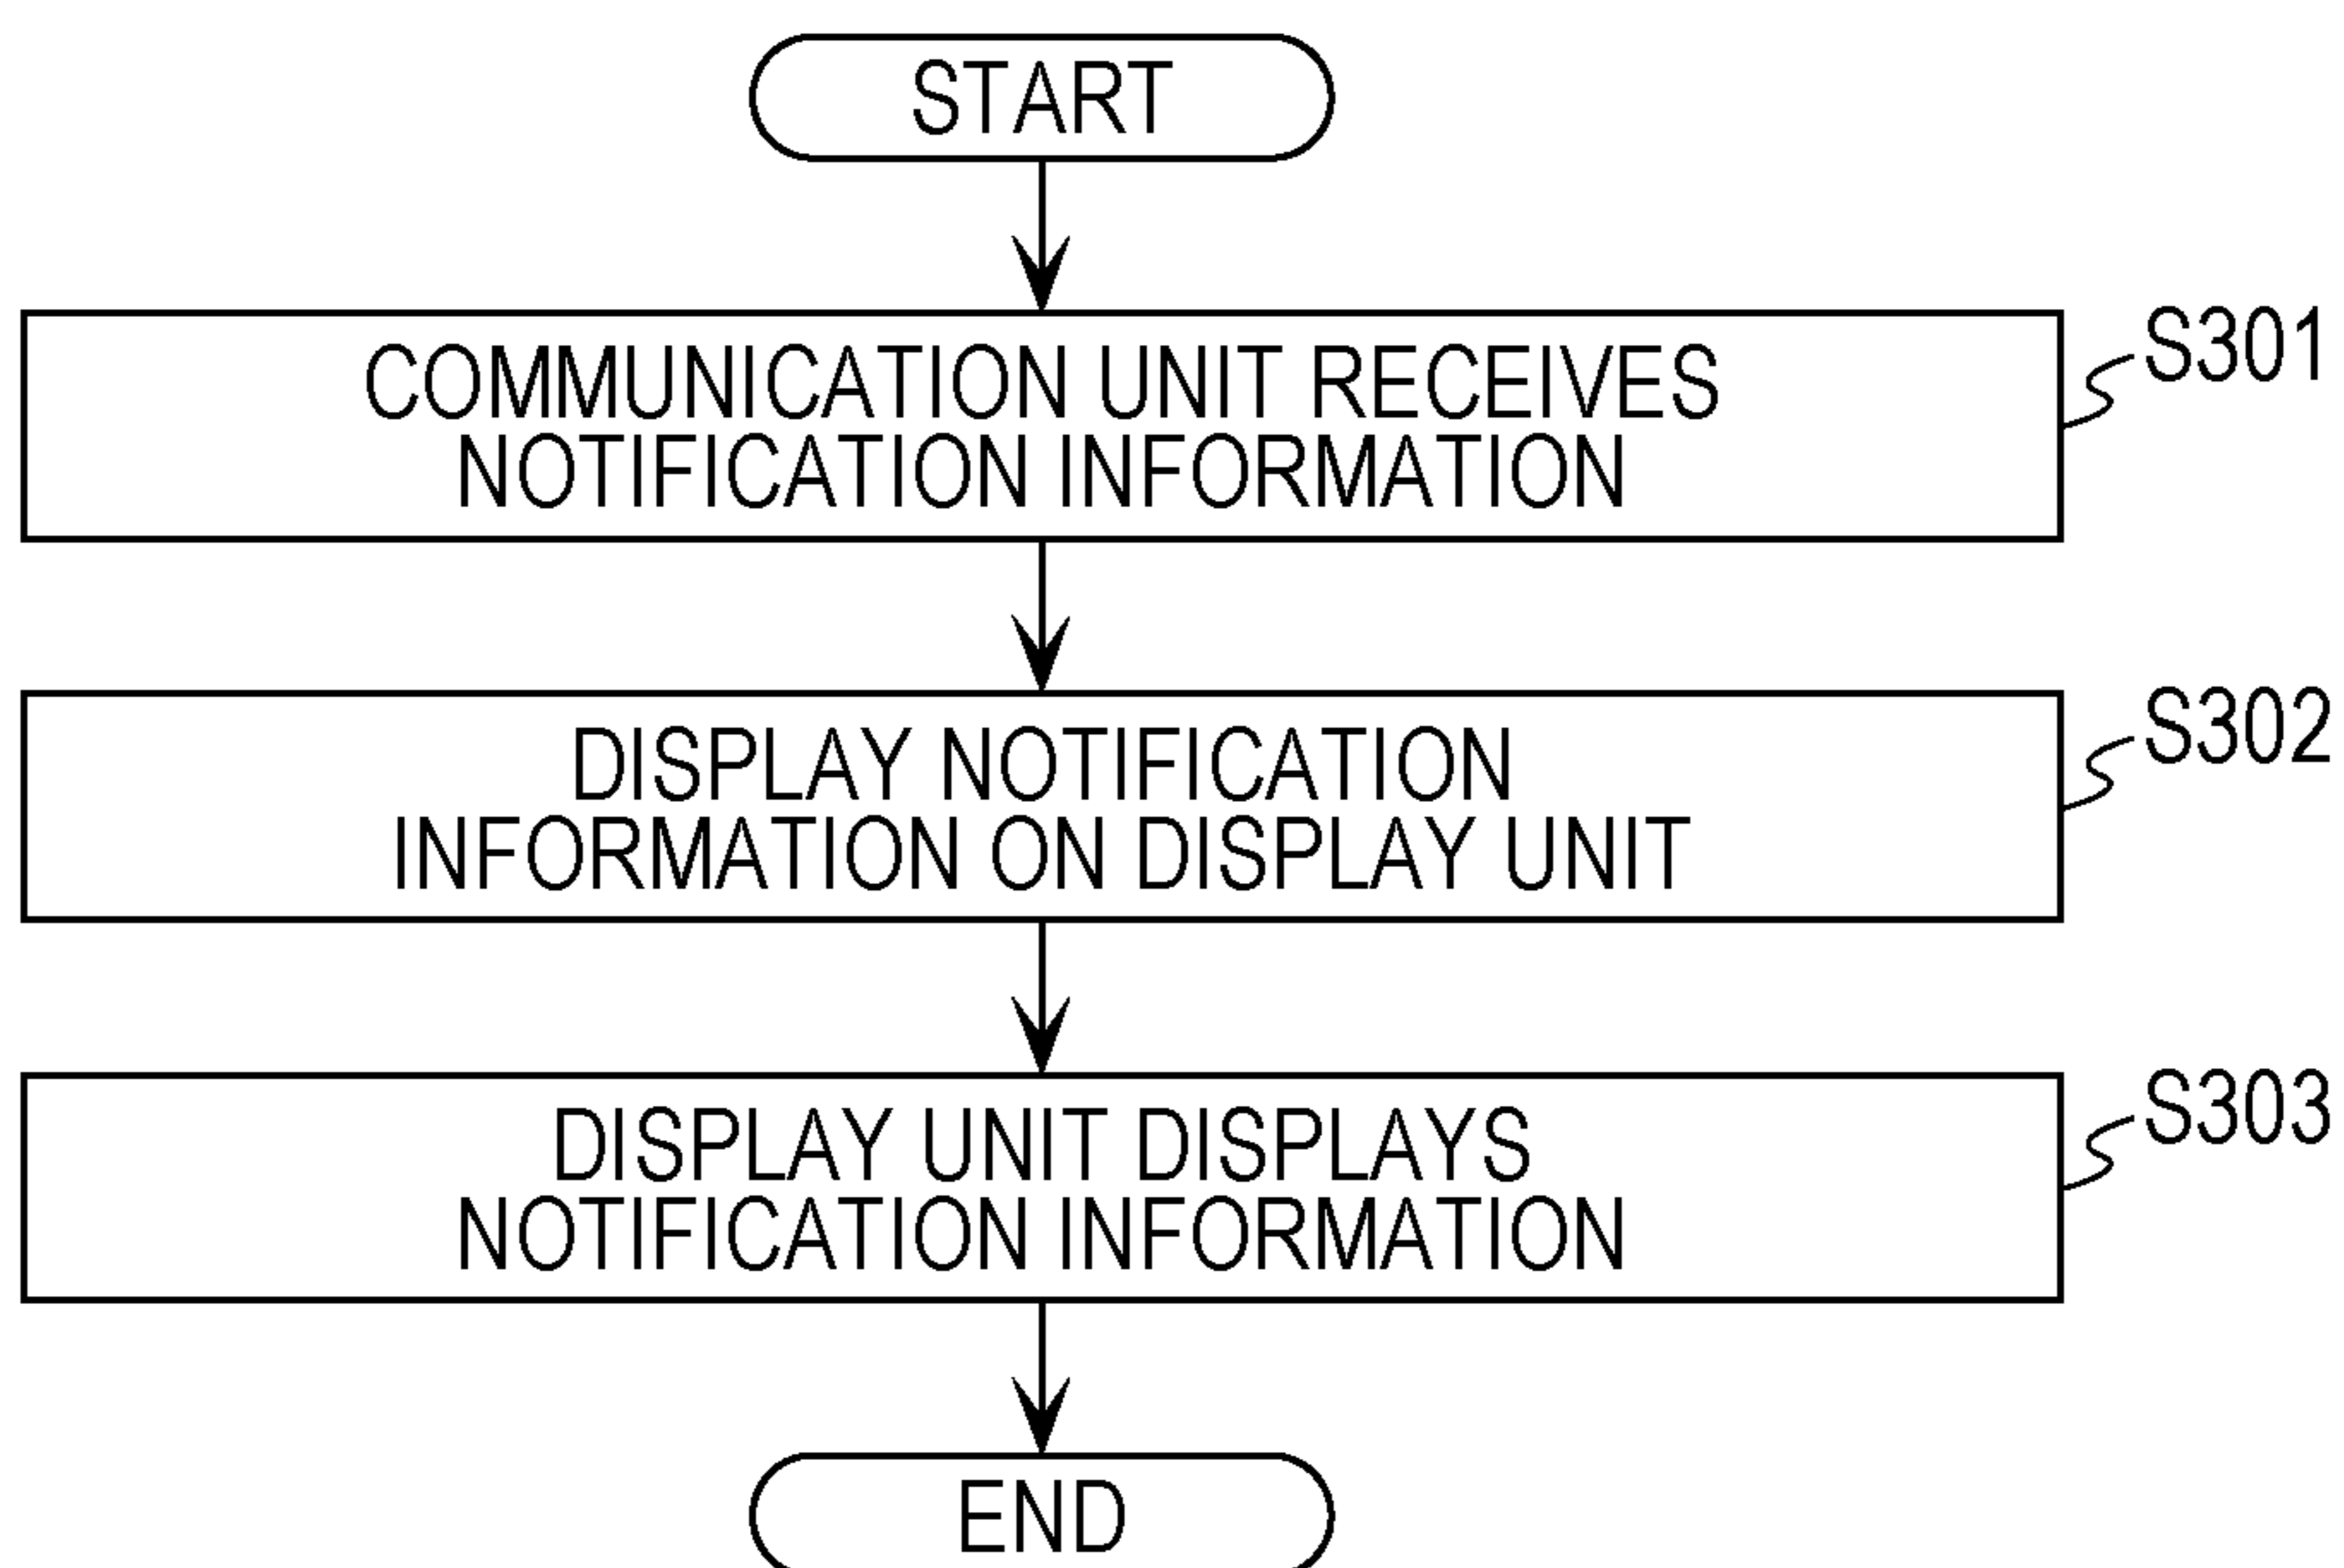 START
COMMUNICATION UNIT RECEIVES
NOTIFICATION INFORMATION
S301
DISPLAY NOTIFICATION
INFORMATION ON DISPLAY UNIT
S302
DISPLAY UNIT DISPLAYS
NOTIFICATION INFORMATION
S303
END